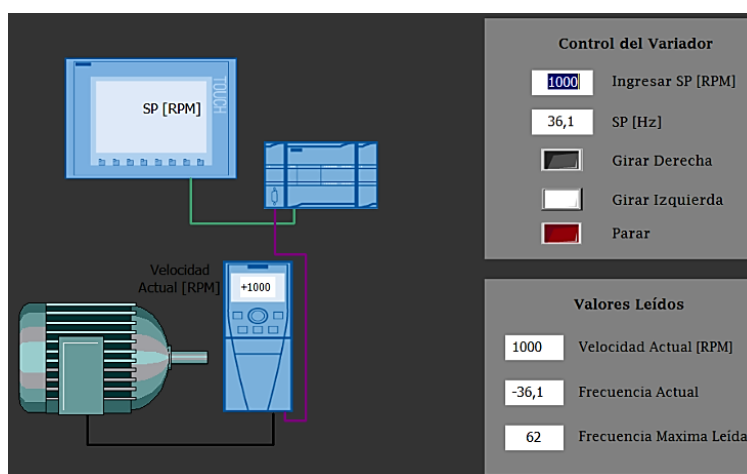 SP [RPM]
TOUCH
Velocidad
Actual [RPM]
+1000
Control del Variador
1000 Ingresar SP [RPM]
36,1 SP [Hz]
Girar Derecha
Girar Izquierda
Parar
Valores Leídos
1000 Velocidad Actual [RPM]
-36,1 Frecuencia Actual
62 Frecuencia Maxima Leída